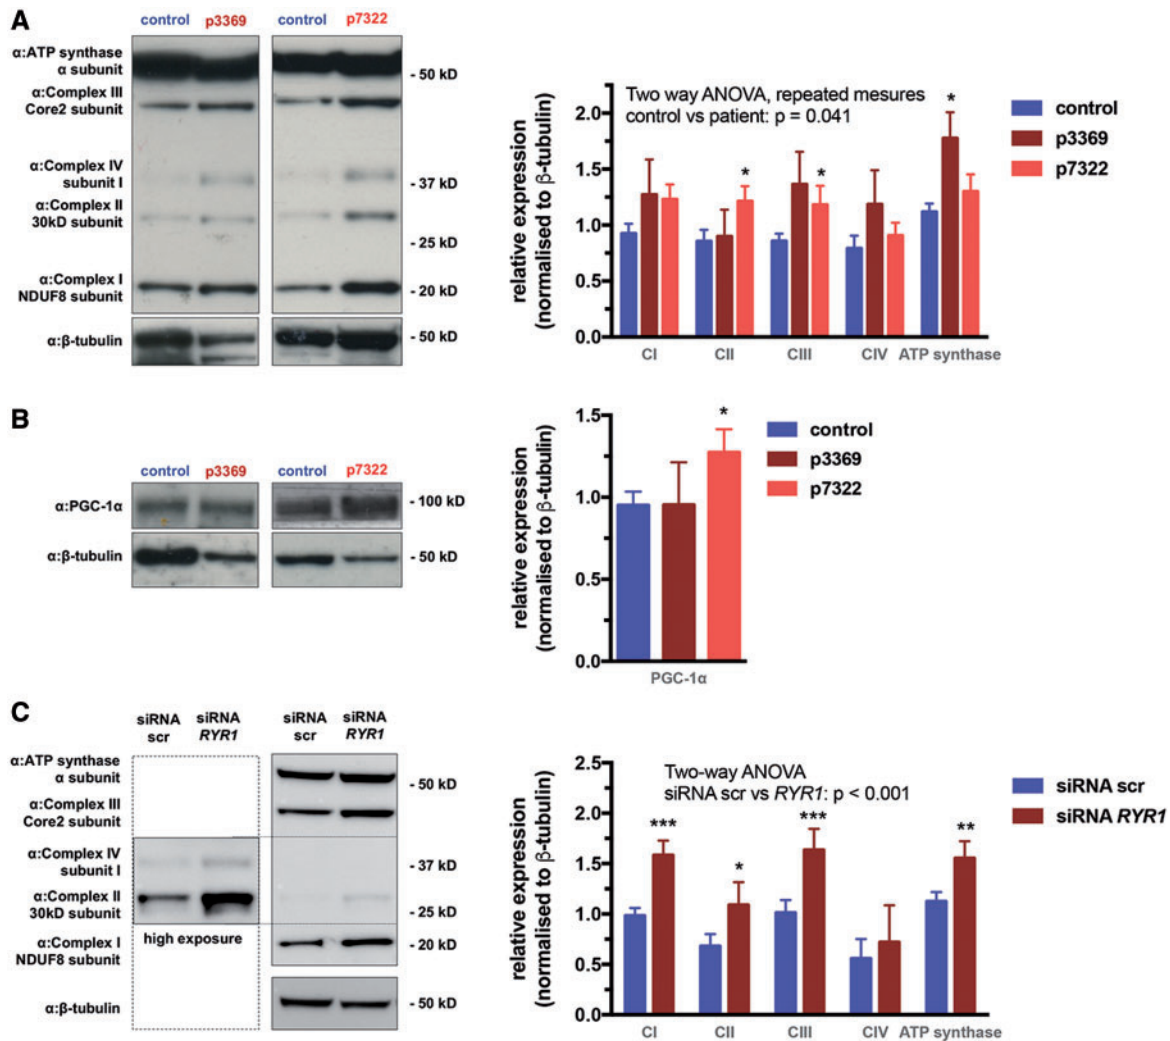 A
control p3369 control p7322
α:ATP synthase
α subunit
- 50 kD
α:Complex III
Core2 subunit
α:Complex IV
subunit I
- 37 kD
α:Complex II
30kD subunit
- 25 kD
α:Complex I
NDUF8 subunit
- 20 kD
α:β-tubulin
- 50 kD
relative expression
(normalised to β-tubulin)
2.0
1.5
1.0
0.5
0.0
Two way ANOVA, repeated mesures
control vs patient: p = 0.041
* * *
CI CII CIII CIV ATP synthase
control
p3369
p7322
B
control p3369 control p7322
α:PGC-1α
- 100 kD
α:β-tubulin
- 50 kD
relative expression
(normalised to β-tubulin)
1.5
1.0
0.5
0.0
*
PGC-1α
control
p3369
p7322
C
siRNA siRNA siRNA siRNA
scr RYR1 scr RYR1
α:ATP synthase
α subunit
- 50 kD
α:Complex III
Core2 subunit
α:Complex IV
subunit I
- 37 kD
α:Complex II
30kD subunit
- 25 kD
high exposure
α:Complex I
NDUF8 subunit
- 20 kD
α:β-tubulin
- 50 kD
relative expression
(normalised to β-tubulin)
2.5
2.0
1.5
1.0
0.5
0.0
Two-way ANOVA
siRNA scr vs RYR1: p < 0.001
*** * *** **
CI CII CIII CIV ATP synthase
siRNA scr
siRNA RYR1